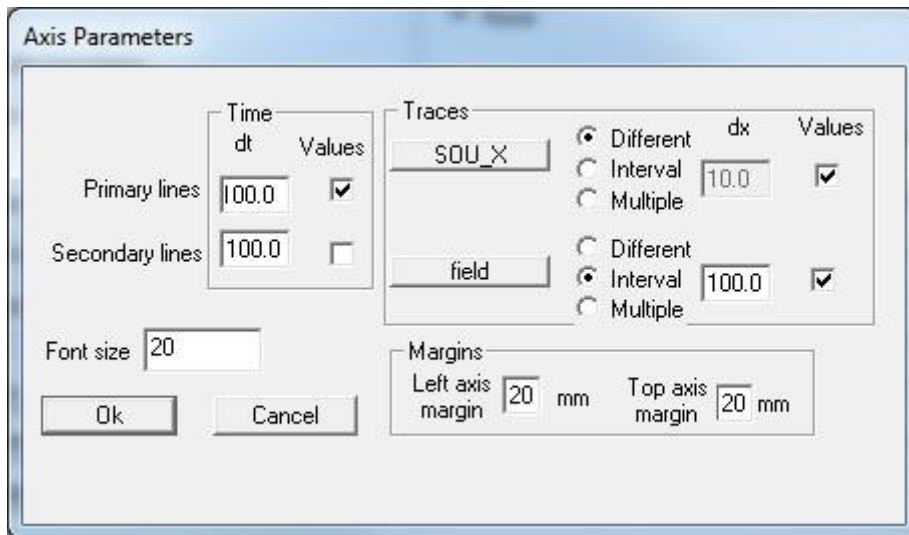 Axis Parameters
Time
dt Values
Primary lines 100.0
Secondary lines 100.0
Traces
dx Values
SOU_X
Different
Interval 10.0
Multiple
field
Different
Interval 100.0
Multiple
Font size 20
Ok Cancel
Margins
Left axis margin 20 mm
Top axis margin 20 mm